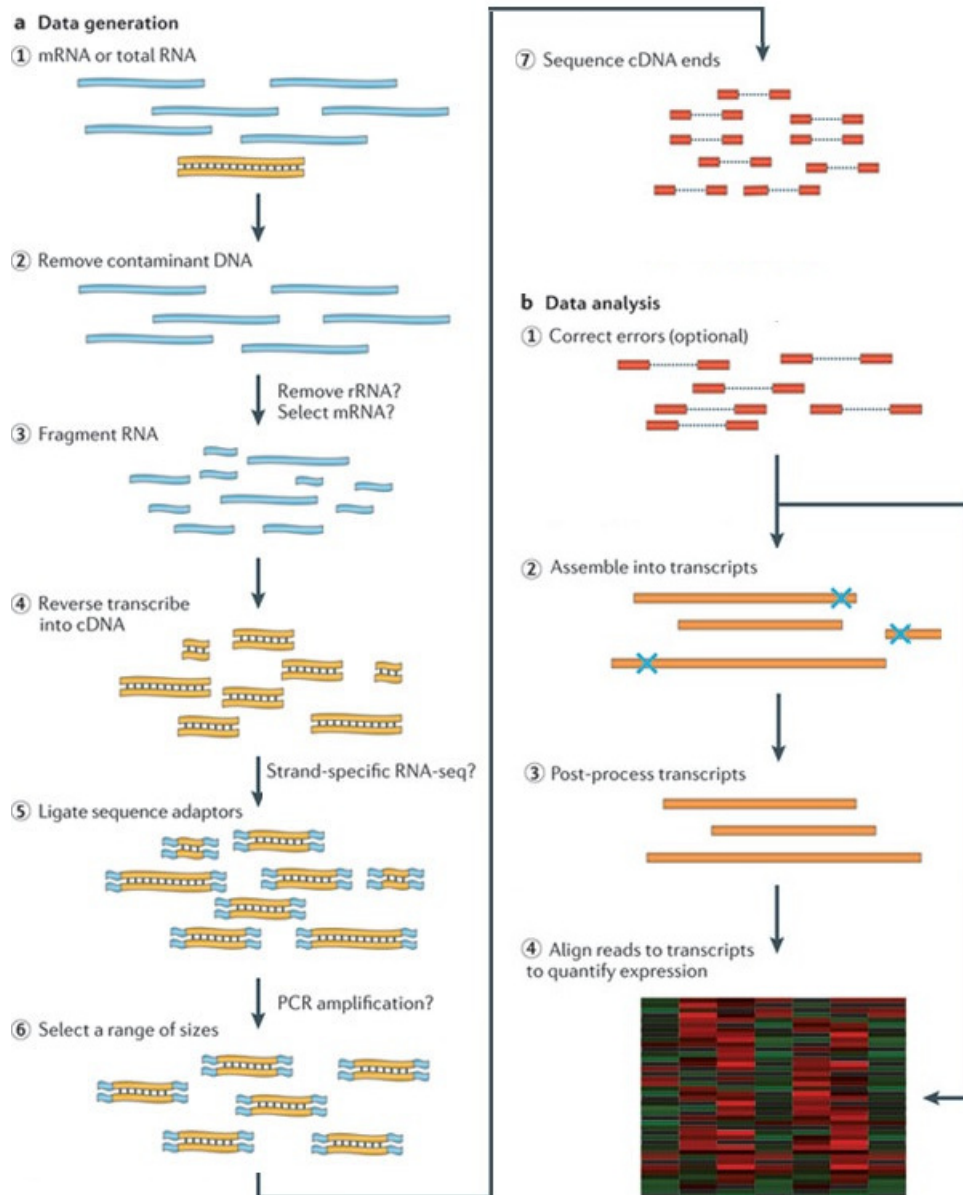 a Data generation
① mRNA or total RNA
② Remove contaminant DNA
Remove rRNA?
Select mRNA?
③ Fragment RNA
④ Reverse transcribe
into cDNA
Strand-specific RNA-seq?
⑤ Ligate sequence adaptors
PCR amplification?
⑥ Select a range of sizes
⑦ Sequence cDNA ends
b Data analysis
① Correct errors (optional)
② Assemble into transcripts
③ Post-process transcripts
④ Align reads to transcripts
to quantify expression